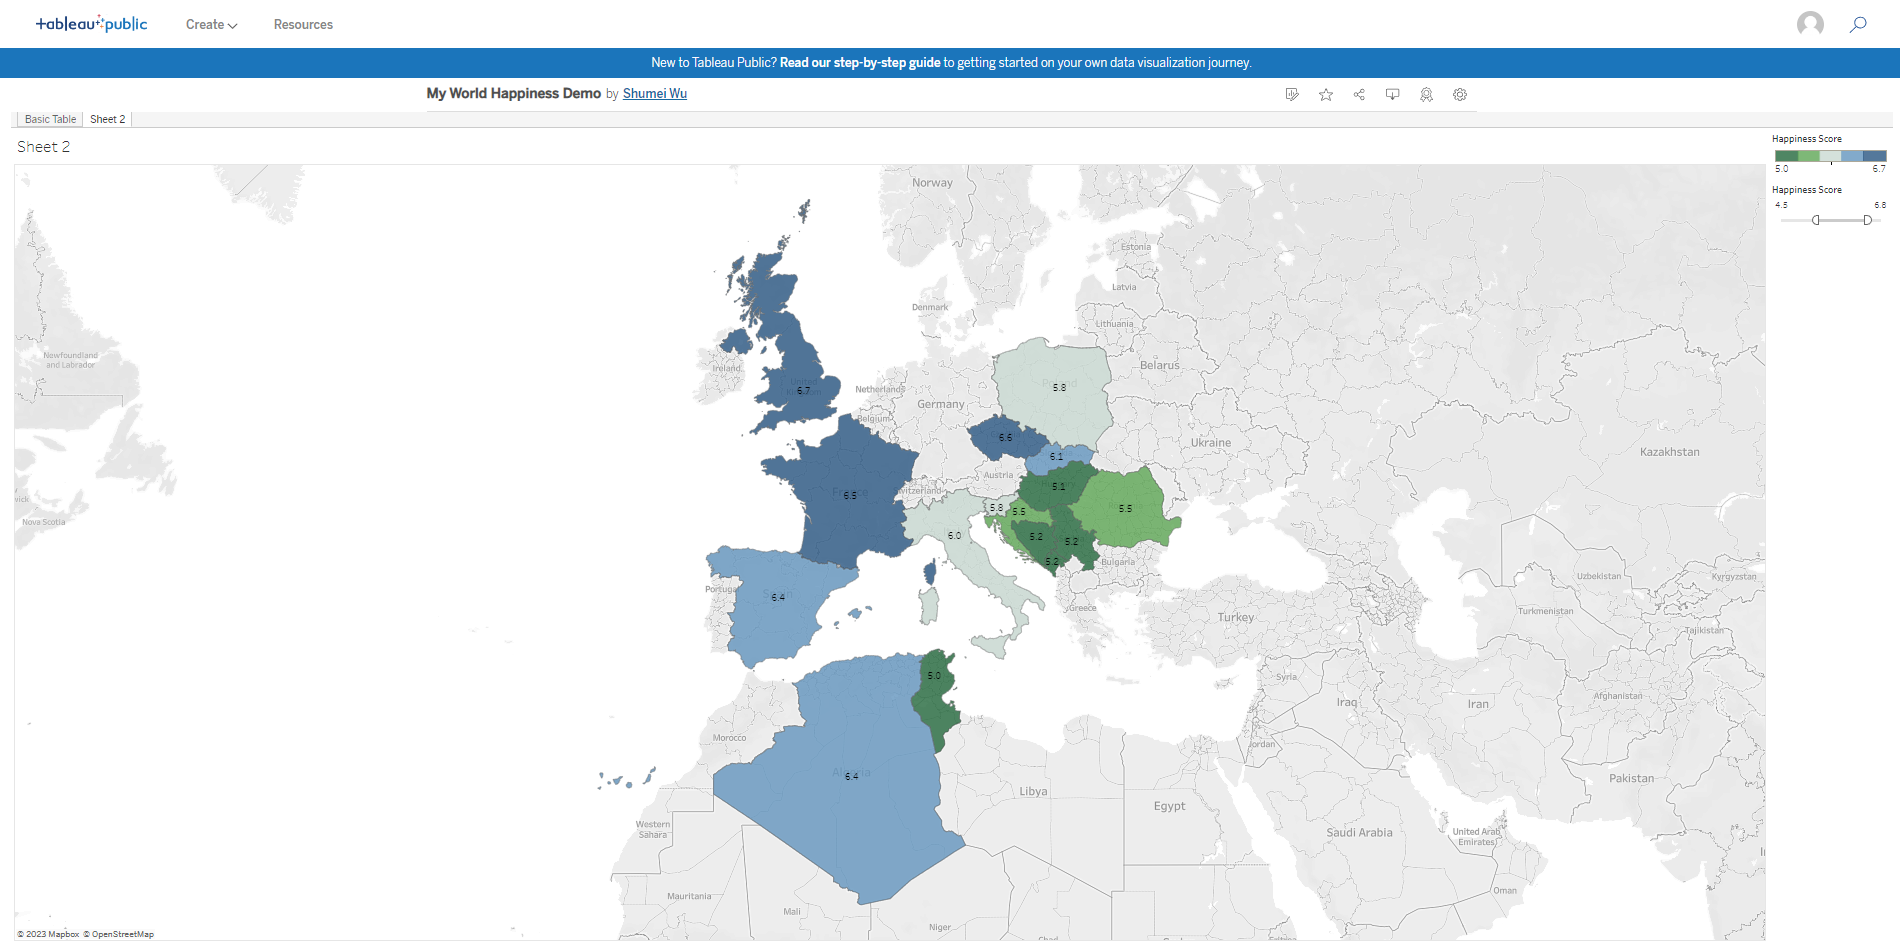 tableau public
Create
Resources
New to Tableau Public? Read our step-by-step guide to getting started on your own data visualization journey.
My World Happiness Demo by Shumei Wu
Basic Table
Sheet 2
Sheet 2
Happiness Score
5.0
6.7
Happiness Score
4.5
6.8
Norway
Estonia
Latvia
Denmark
Lithuania
Newfoundland
and Labrador
Ireland
Belarus
United
6.7
5.8
Netherlands
Germany
Belgium
6.6
Ukraine
6.1
Kazakhstan
Austria
5.1
6.5
witzerland
vick
5.8
5.5
5.5
Nova Scotia
6.0
5.2
5.2
5.2
Bulgaria
Uzbekistan
Kyrgyzstan
Portugal
6.4
Greece
Turkey
Turkmenistan
Tajikistan
5.0
Syria
Afghanistan
Iraq
Iran
Morocco
Jordan
Algeria
6.4
Pakistan
Libya
Egypt
Western
Sahara
Saudi Arabia
United Arab
Emirates
Oman
Mauritania
Mali
Niger
Chad
© 2023 Mapbox © OpenStreetMap